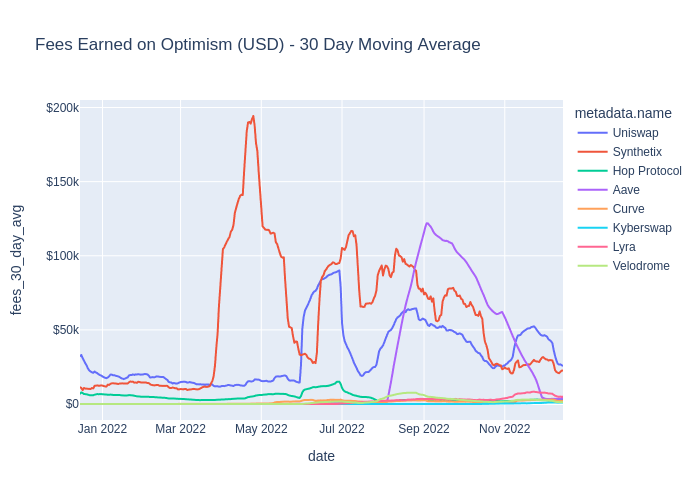 Fees Earned on Optimism (USD) - 30 Day Moving Average
metadata.name
Uniswap
Synthetix
Hop Protocol
Aave
Curve
Kyberswap
Lyra
Velodrome
fees_30_day_avg
$200k
$150k
$100k
$50k
$0
Jan 2022
Mar 2022
May 2022
Jul 2022
Sep 2022
Nov 2022
date